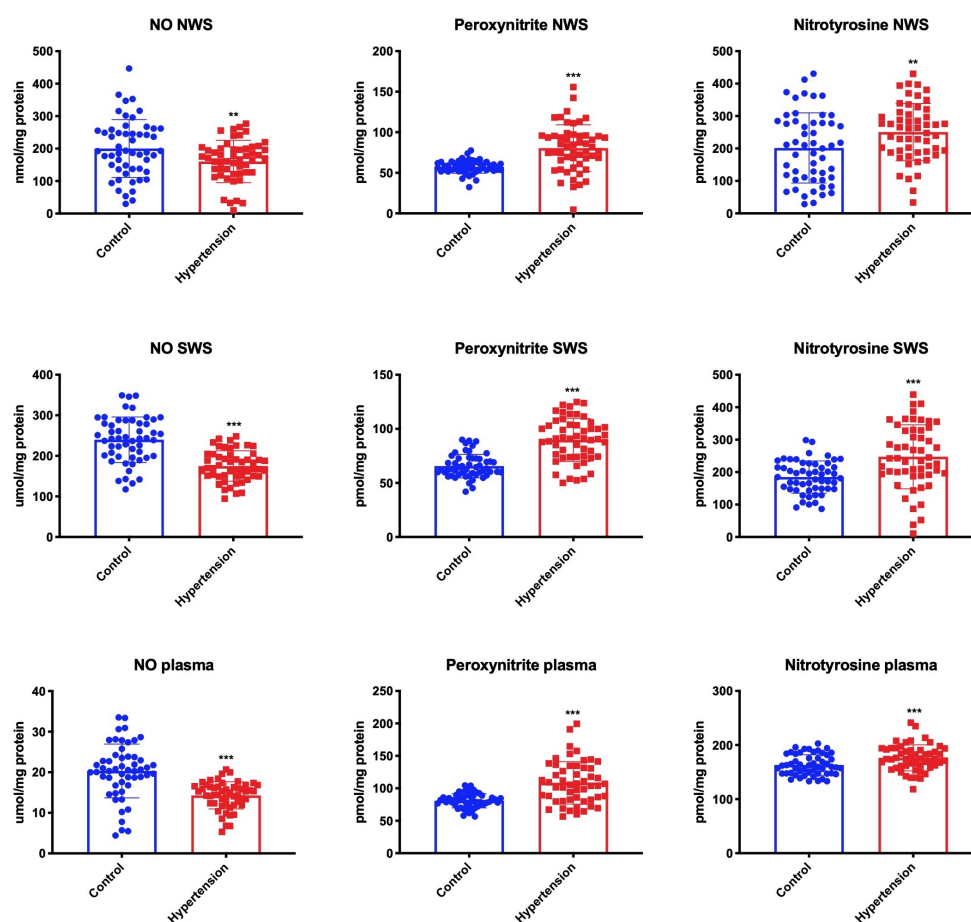 NO NWS
nmol/mg protein
500
400
300
200
100
0
**
Control
Hypertension
Peroxynitrite NWS
pmol/mg protein
200
150
100
50
0
***
Control
Hypertension
Nitrotyrosine NWS
pmol/mg protein
500
400
300
200
100
0
**
Control
Hypertension
NO SWS
umol/mg protein
400
300
200
100
0
***
Control
Hypertension
Peroxynitrite SWS
pmol/mg protein
150
100
50
0
***
Control
Hypertension
Nitrotyrosine SWS
pmol/mg protein
500
400
300
200
100
0
***
Control
Hypertension
NO plasma
umol/mg protein
40
30
20
10
0
***
Control
Hypertension
Peroxynitrite plasma
pmol/mg protein
250
200
150
100
50
0
***
Control
Hypertension
Nitrotyrosine plasma
pmol/mg protein
300
200
100
0
***
Control
Hypertension